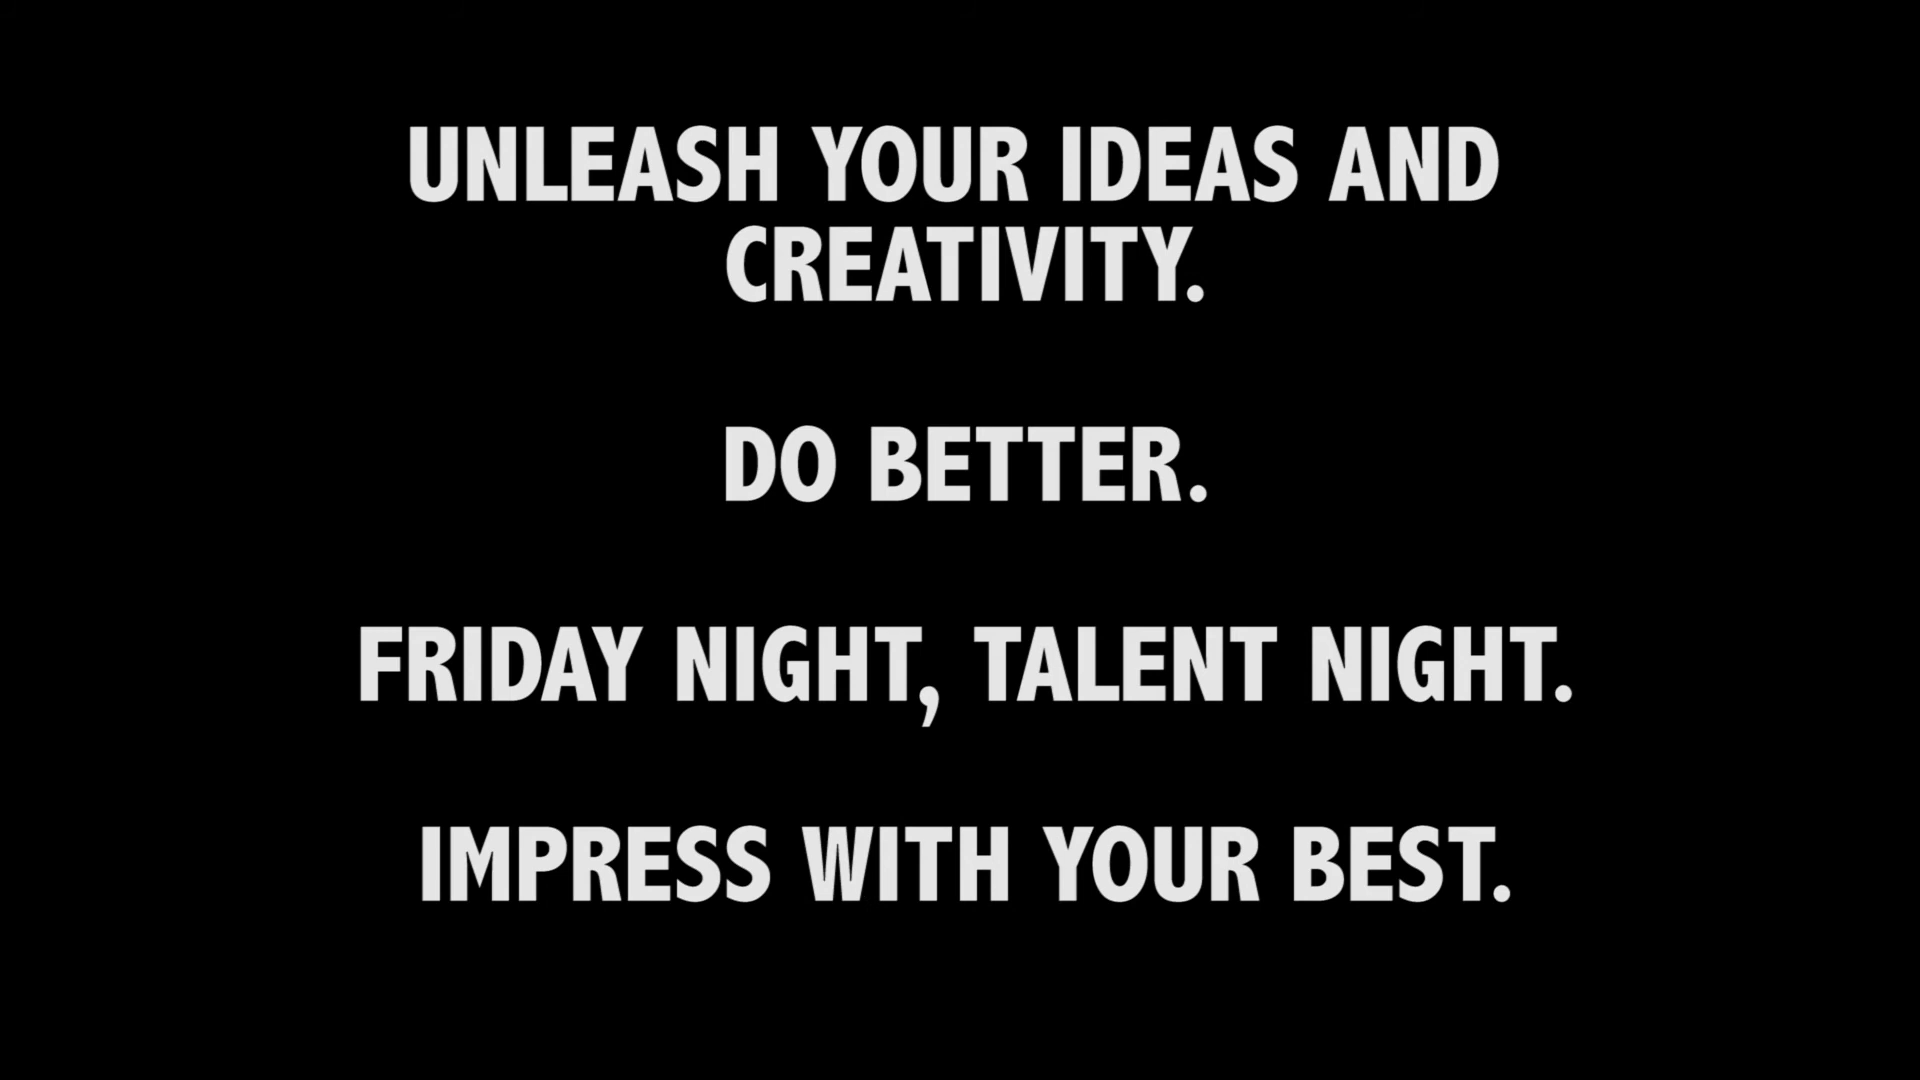 UNLEASH YOUR IDEAS AND
CREATIVITY.
DO BETTER.
FRIDAY NIGHT, TALENT NIGHT.
IMPRESS WITH YOUR BEST.